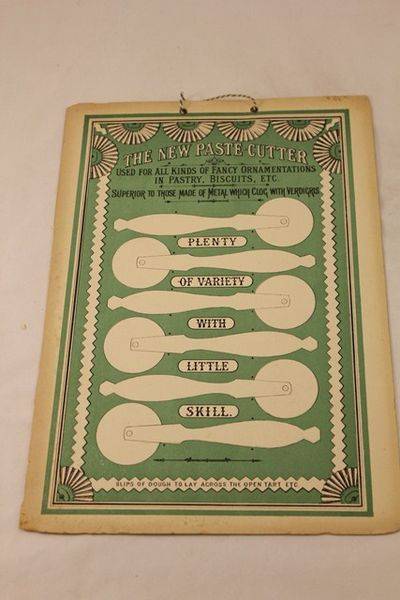 THE NEW PASTE CUTTER
USED FOR ALL KINDS OF FANCY ORNAMENTATIONS
IN PASTRY, BISCUITS, ETC.
SUPERIOR TO THOSE MADE OF METAL WHICH CLOG WITH VERDIGRIS
PLENTY
OF VARIETY
WITH
LITTLE
SKILL.
SLIPS OF DOUGH TO LAY ACROSS THE OPEN TART ETC